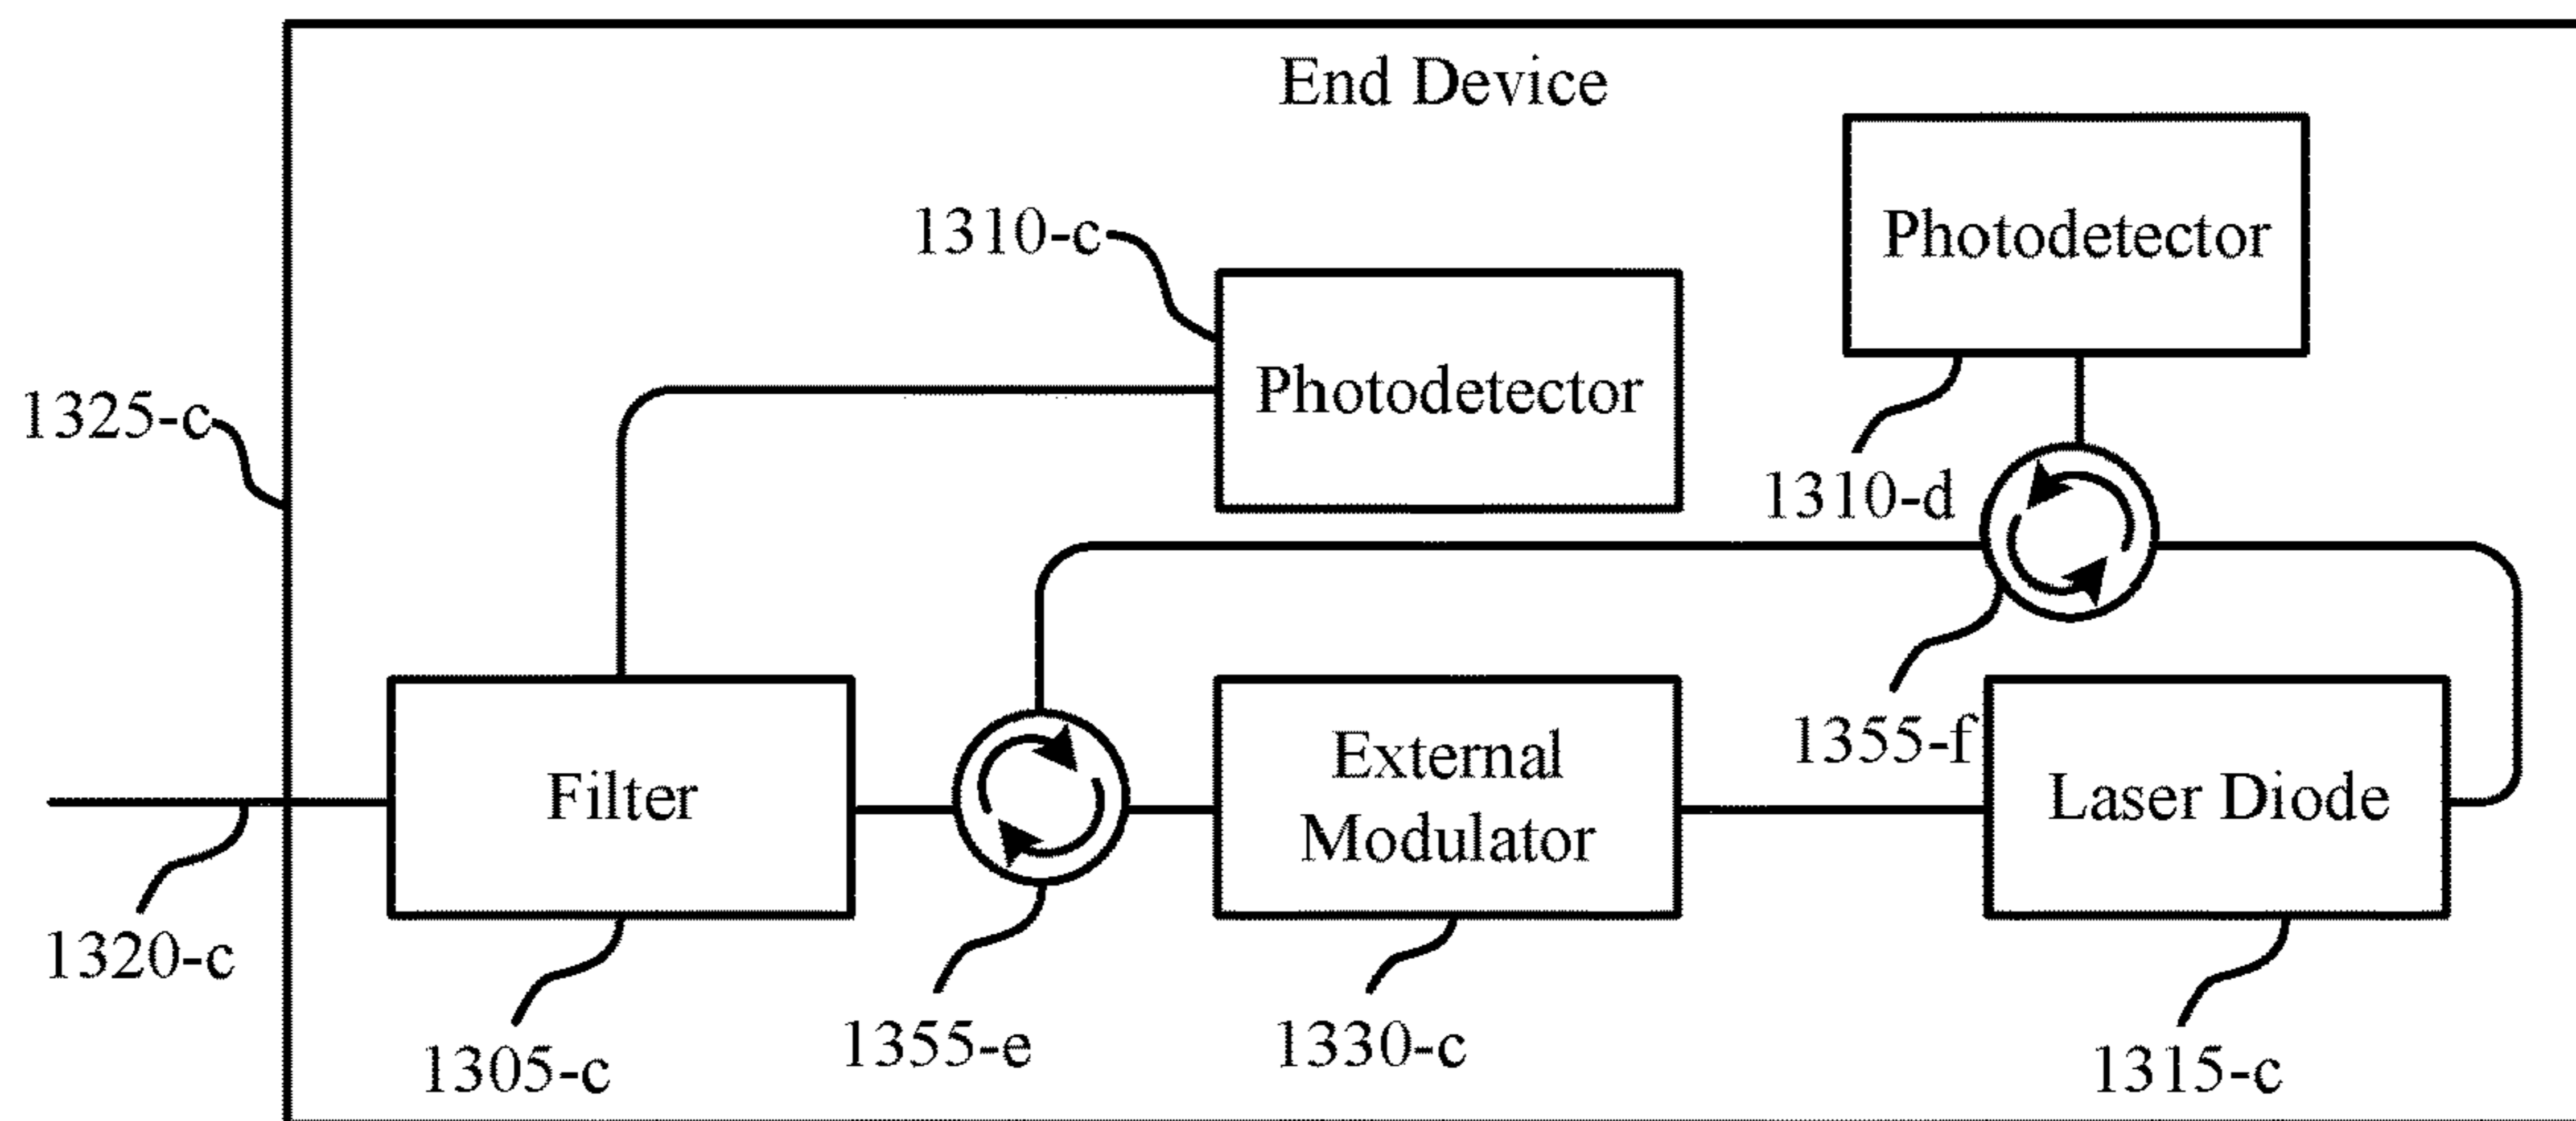 End Device
Photodetector
1310-c
Photodetector
1325-c
1310-d
1355-f
Filter
External
Modulator
Laser Diode
1320-c
1305-c
1355-e
1330-c
1315-c